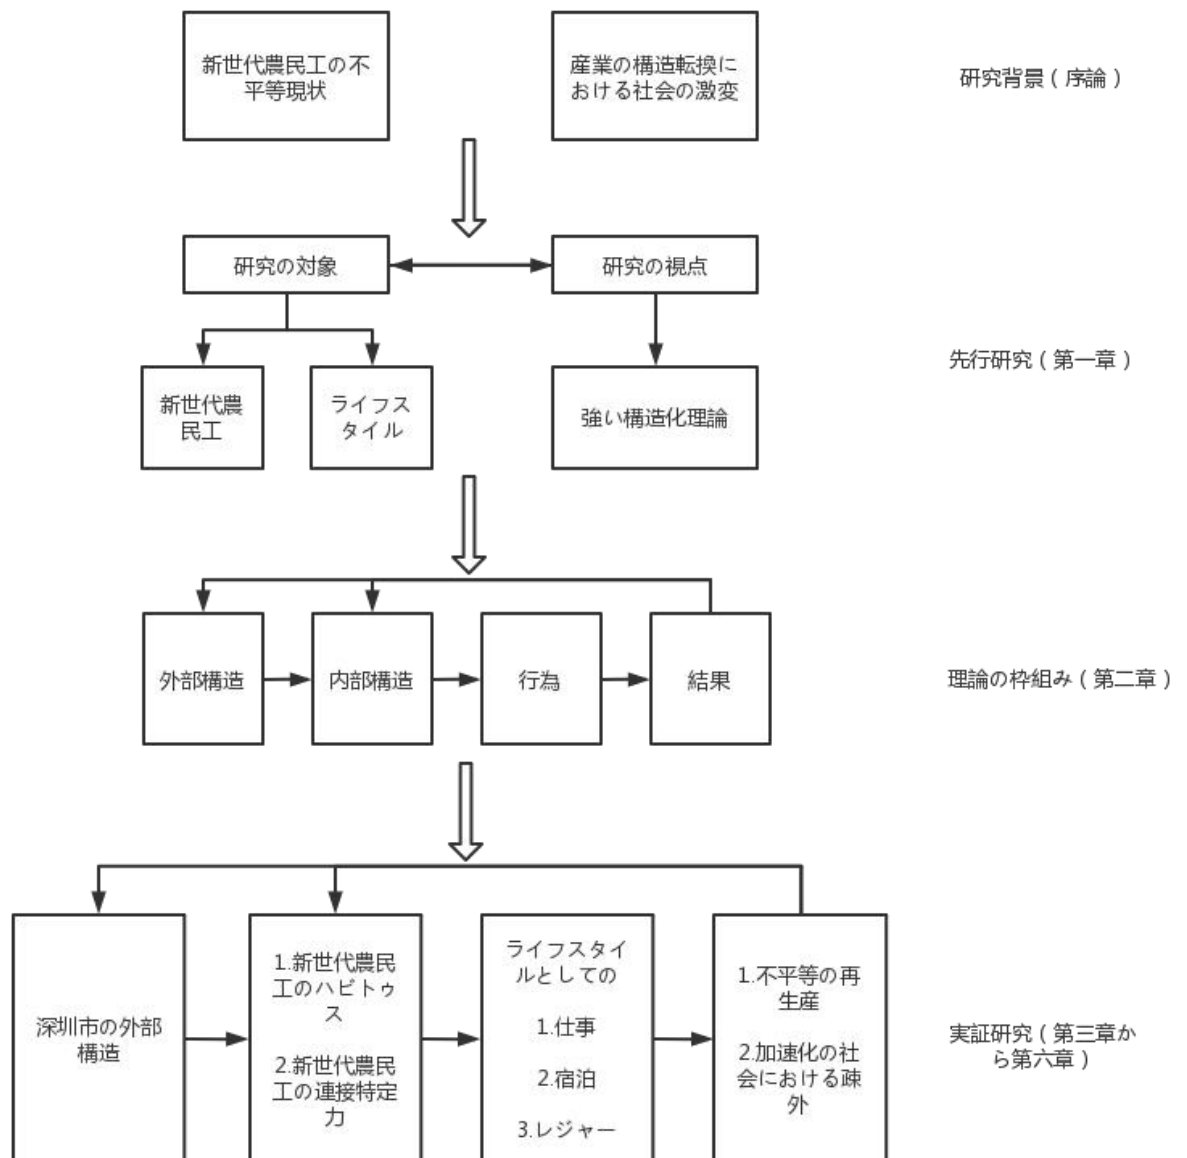 新世代農民工の不
平等現状
産業の構造転換に
おける社会の激変
研究背景（序論）
研究の対象
研究の視点
新世代農
民工
ライフス
タイル
強い構造化理論
先行研究（第一章）
外部構造
内部構造
行為
結果
理論の枠組み（第二章）
深圳市の外部
構造
1.新世代農民
工のハビトゥ
ス
2.新世代農民
工の連接特定
力
ライフスタイ
ルとしての
1.仕事
2.宿泊
3.レジャー
1.不平等の再
生産
2.加速化の社
会における疎
外
実証研究（第三章か
ら第六章）